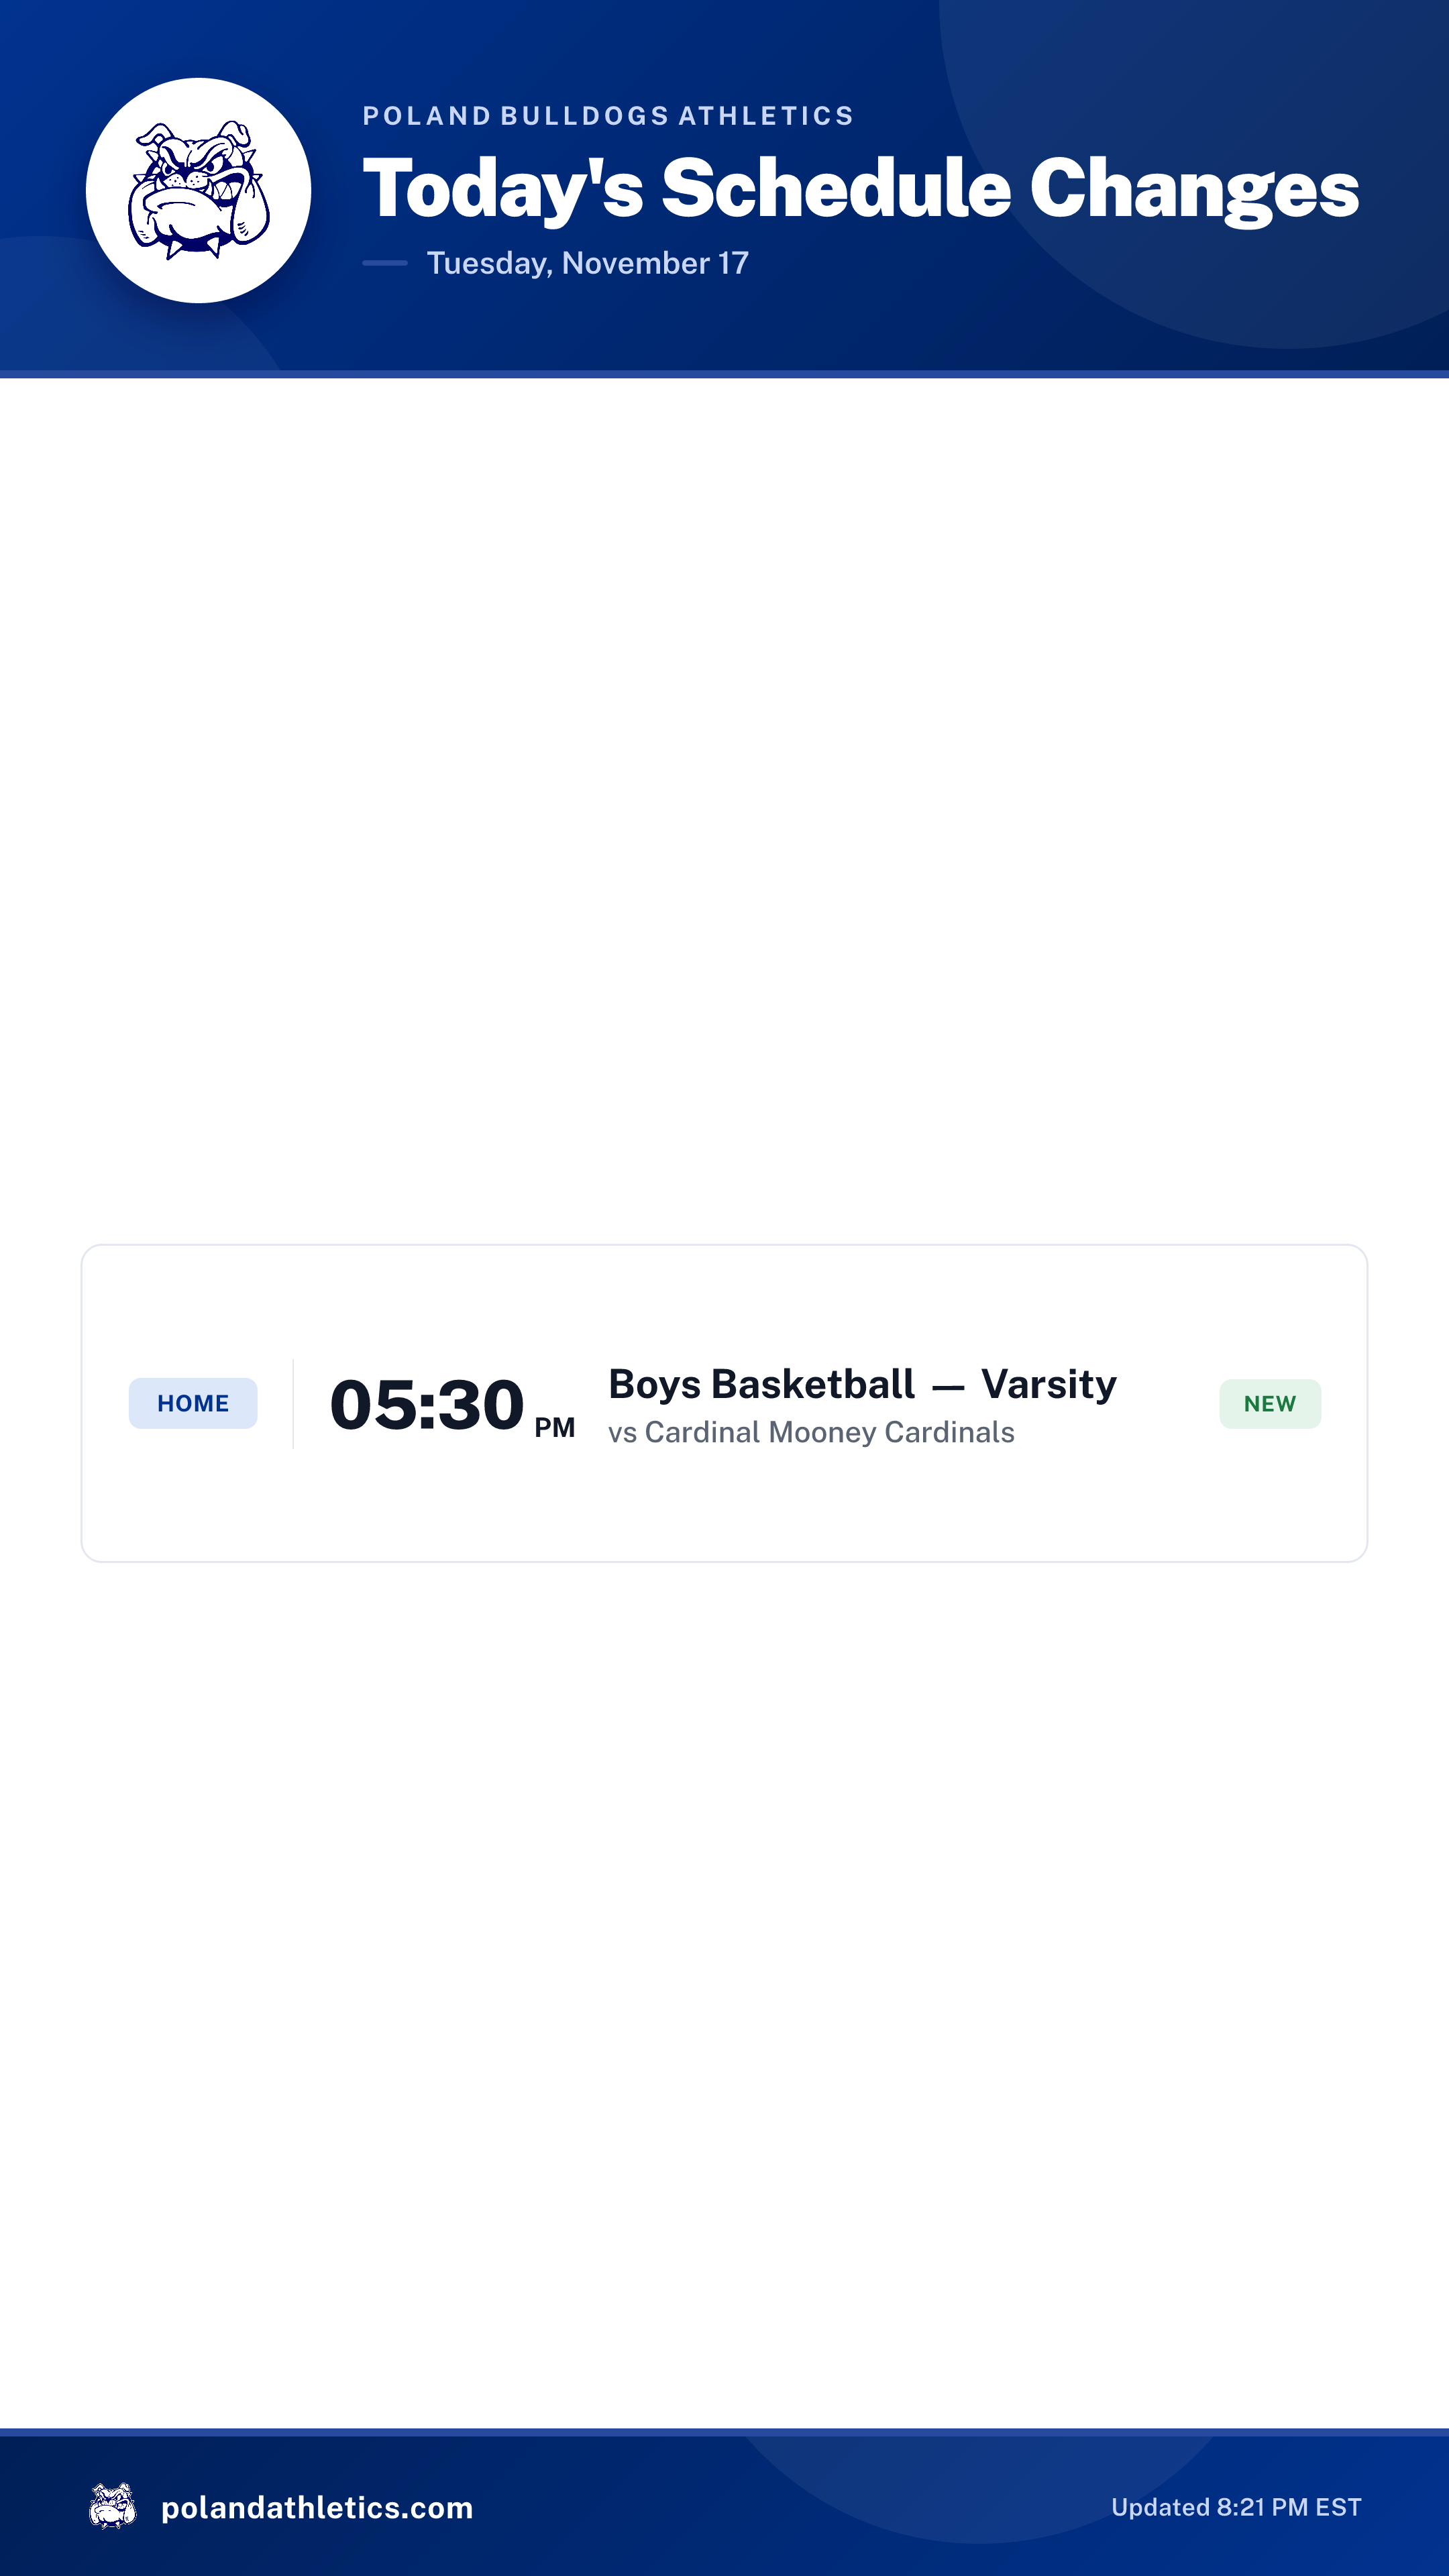 POLAND BULLDOGS ATHLETICS
Today's Schedule Changes
Tuesday, November 17
HOME
05:30 PM
Boys Basketball — Varsity
vs Cardinal Mooney Cardinals
NEW
polandathletics.com
Updated 8:21 PM EST